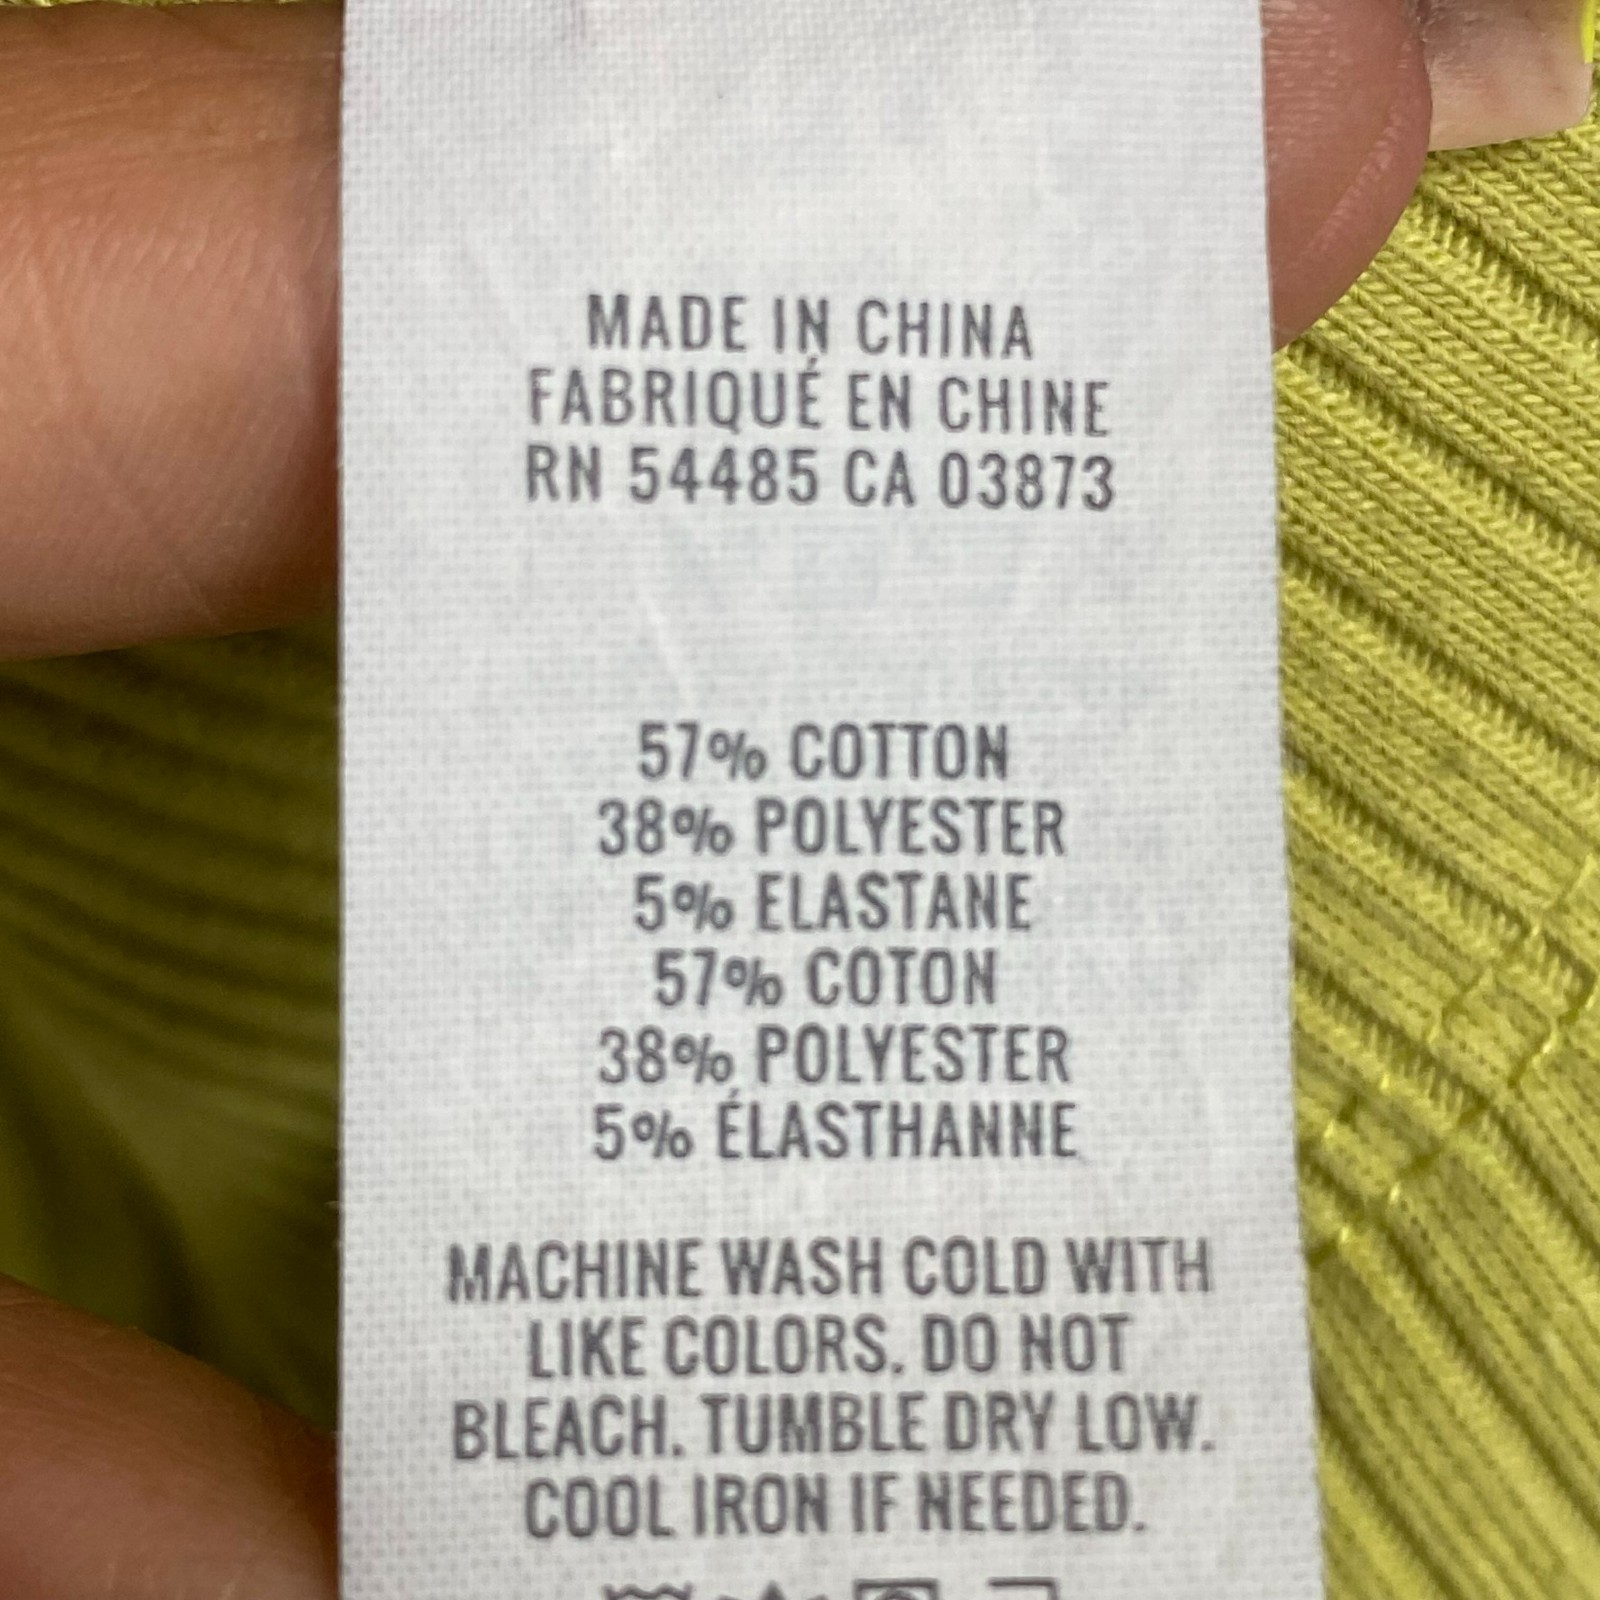 MADE IN CHINA
FABRIQUÉ EN CHINE
RN 54485 CA 03873
57% COTTON
38% POLYESTER
5% ELASTANE
57% COTON
38% POLYESTER
5% ÉLASTHANNE
MACHINE WASH COLD WITH
LIKE COLORS. DO NOT
BLEACH. TUMBLE DRY LOW.
COOL IRON IF NEEDED.